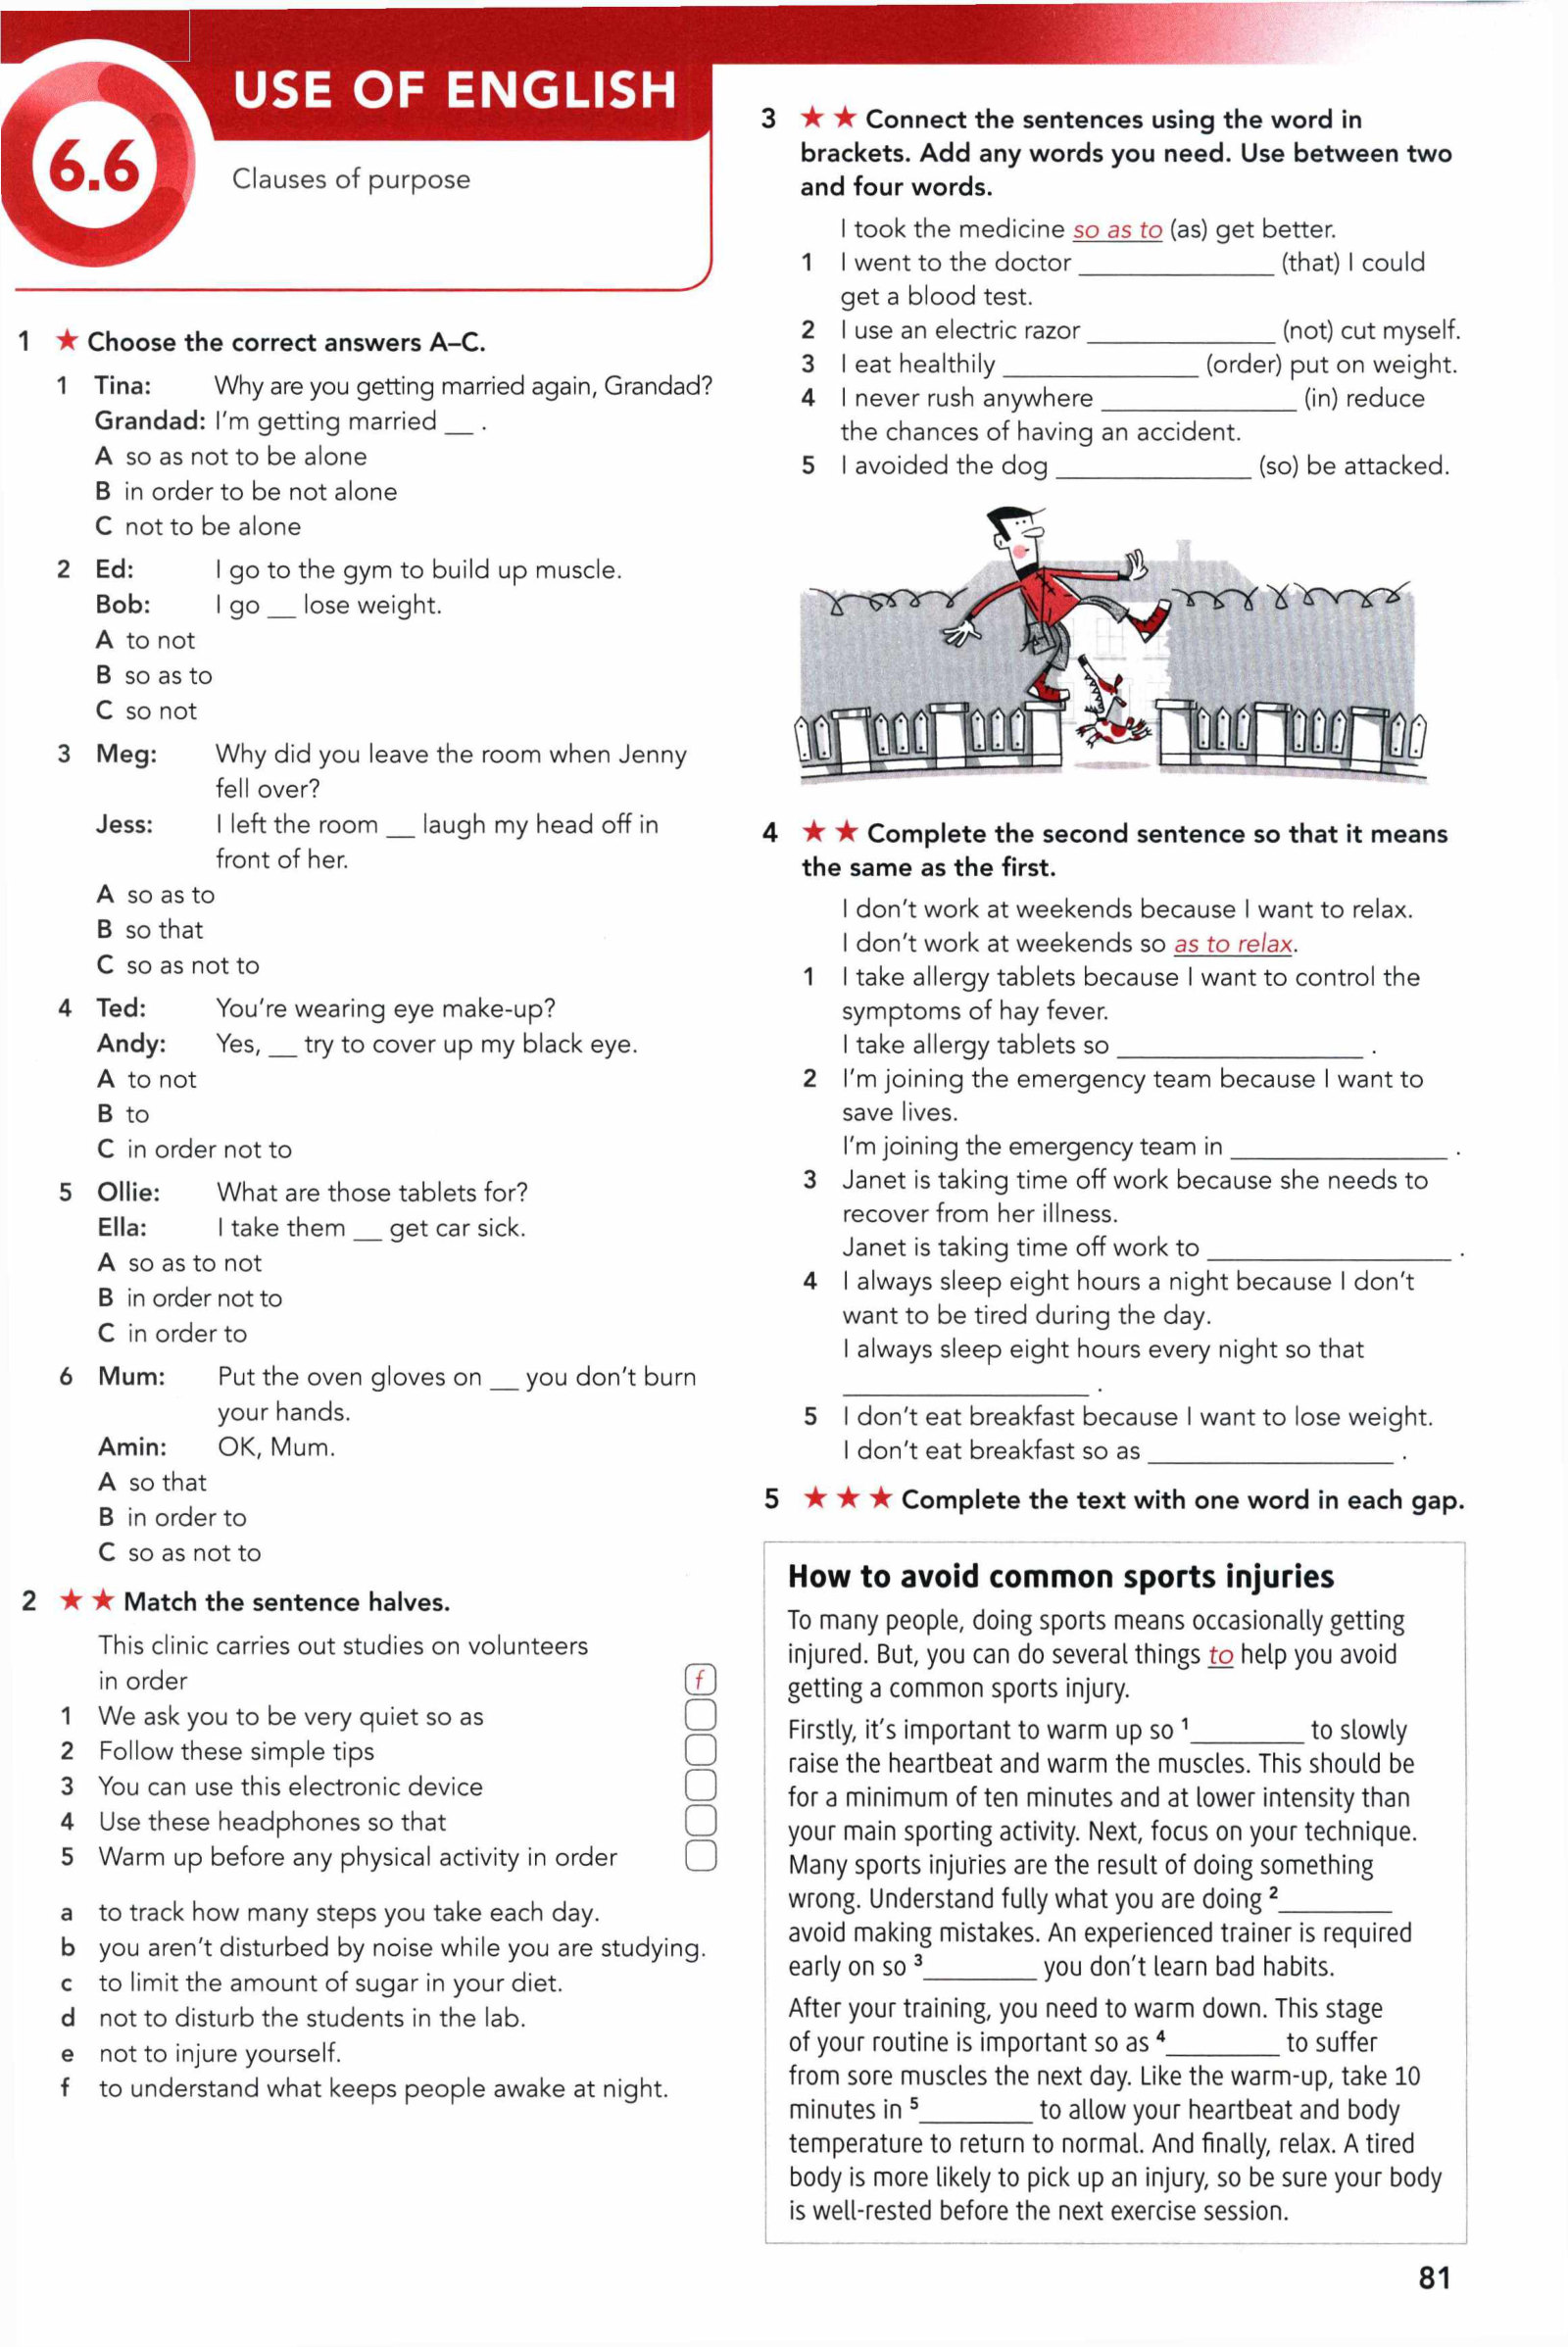 USE OF ENGLISH
6.6
Clauses of purpose
1 ★ Choose the correct answers A–C.
1 Tina: Why are you getting married again, Grandad?
Grandad: I'm getting married __ .
A so as not to be alone
B in order to be not alone
C not to be alone
2 Ed: I go to the gym to build up muscle.
Bob: I go __ lose weight.
A to not
B so as to
C so not
3 Meg: Why did you leave the room when Jenny
fell over?
Jess: I left the room __ laugh my head off in
front of her.
A so as to
B so that
C so as not to
4 Ted: You're wearing eye make-up?
Andy: Yes, __ try to cover up my black eye.
A to not
B to
C in order not to
5 Ollie: What are those tablets for?
Ella: I take them __ get car sick.
A so as to not
B in order not to
C in order to
6 Mum: Put the oven gloves on __ you don't burn
your hands.
Amin: OK, Mum.
A so that
B in order to
C so as not to
2 ★ ★ Match the sentence halves.
This clinic carries out studies on volunteers
in order f
1 We ask you to be very quiet so as
2 Follow these simple tips
3 You can use this electronic device
4 Use these headphones so that
5 Warm up before any physical activity in order
a to track how many steps you take each day.
b you aren't disturbed by noise while you are studying.
c to limit the amount of sugar in your diet.
d not to disturb the students in the lab.
e not to injure yourself.
f to understand what keeps people awake at night.
3 ★ ★ Connect the sentences using the word in
brackets. Add any words you need. Use between two
and four words.
I took the medicine so as to (as) get better.
1 I went to the doctor ____________ (that) I could
get a blood test.
2 I use an electric razor ____________ (not) cut myself.
3 I eat healthily ____________ (order) put on weight.
4 I never rush anywhere ____________ (in) reduce
the chances of having an accident.
5 I avoided the dog ____________ (so) be attacked.
4 ★ ★ Complete the second sentence so that it means
the same as the first.
I don't work at weekends because I want to relax.
I don't work at weekends so as to relax.
1 I take allergy tablets because I want to control the
symptoms of hay fever.
I take allergy tablets so ____________ .
2 I'm joining the emergency team because I want to
save lives.
I'm joining the emergency team in ____________ .
3 Janet is taking time off work because she needs to
recover from her illness.
Janet is taking time off work to ____________ .
4 I always sleep eight hours a night because I don't
want to be tired during the day.
I always sleep eight hours every night so that
____________ .
5 I don't eat breakfast because I want to lose weight.
I don't eat breakfast so as ____________ .
5 ★ ★ ★ Complete the text with one word in each gap.
How to avoid common sports injuries
To many people, doing sports means occasionally getting
injured. But, you can do several things to help you avoid
getting a common sports injury.
Firstly, it's important to warm up so 1________ to slowly
raise the heartbeat and warm the muscles. This should be
for a minimum of ten minutes and at lower intensity than
your main sporting activity. Next, focus on your technique.
Many sports injuries are the result of doing something
wrong. Understand fully what you are doing 2________
avoid making mistakes. An experienced trainer is required
early on so 3________ you don't learn bad habits.
After your training, you need to warm down. This stage
of your routine is important so as 4________ to suffer
from sore muscles the next day. Like the warm-up, take 10
minutes in 5________ to allow your heartbeat and body
temperature to return to normal. And finally, relax. A tired
body is more likely to pick up an injury, so be sure your body
is well-rested before the next exercise session.
81